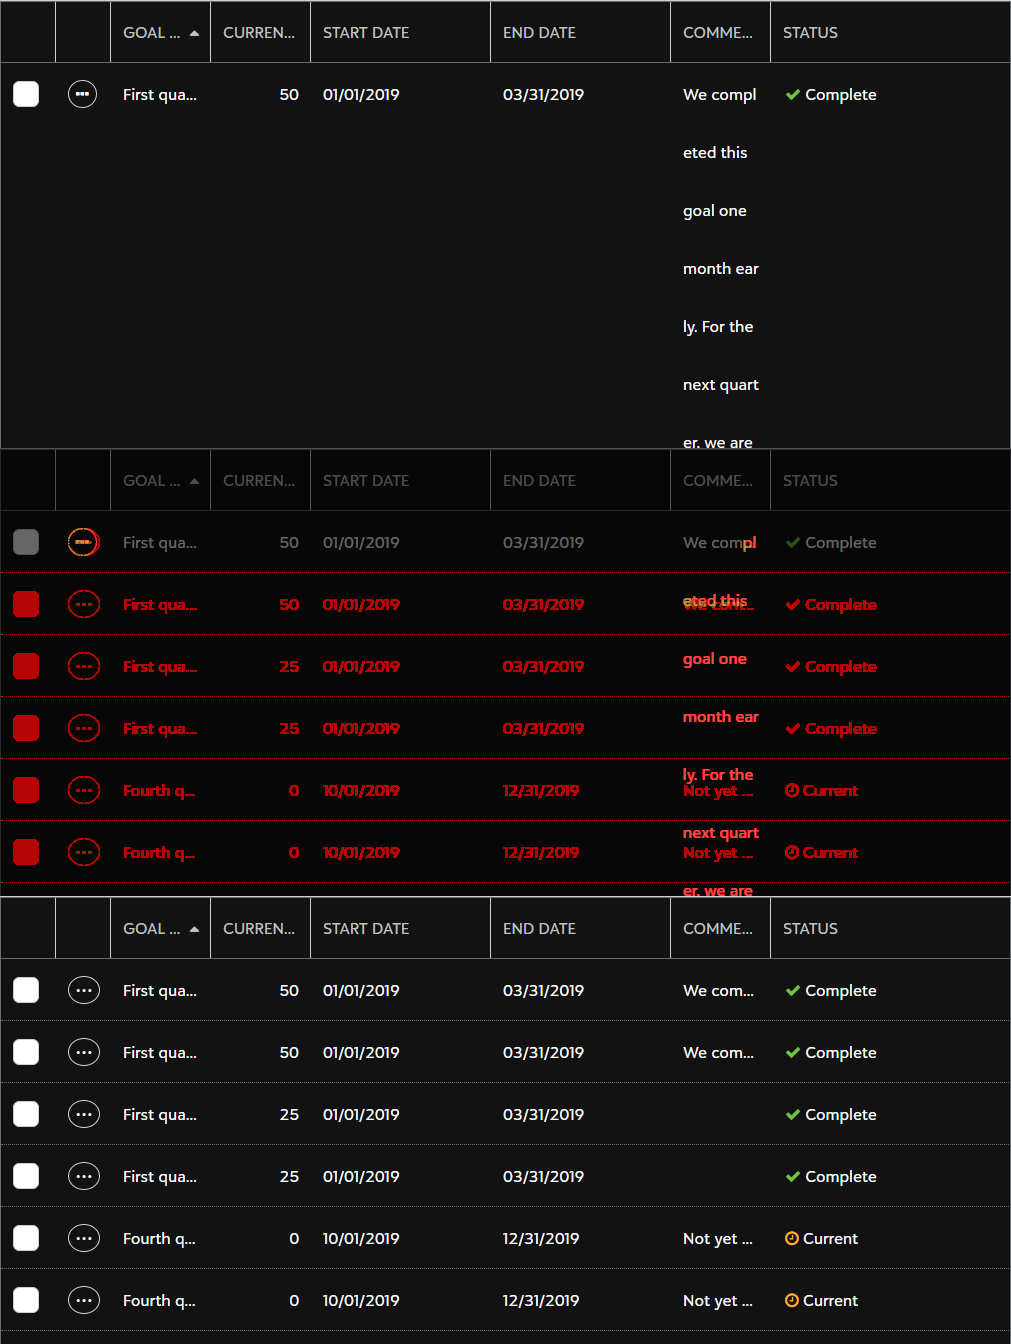 GOAL ... CURREN... START DATE END DATE COMME... STATUS
First qua... 50 01/01/2019 03/31/2019 We compl Complete
eted this
goal one
month ear
ly. For the
next quart
er. we are
GOAL ... CURREN... START DATE END DATE COMME... STATUS
First qua... 50 01/01/2019 03/31/2019 We compl Complete
eted this
First qua... 50 01/01/2019 03/31/2019 We com... Complete
goal one
First qua... 25 01/01/2019 03/31/2019 Complete
month ear
First qua... 25 01/01/2019 03/31/2019 Complete
ly. For the
Fourth q... 0 10/01/2019 12/31/2019 Not yet ... Current
next quart
Fourth q... 0 10/01/2019 12/31/2019 Not yet ... Current
er. we are
GOAL ... CURREN... START DATE END DATE COMME... STATUS
First qua... 50 01/01/2019 03/31/2019 We com... Complete
First qua... 50 01/01/2019 03/31/2019 We com... Complete
First qua... 25 01/01/2019 03/31/2019 Complete
First qua... 25 01/01/2019 03/31/2019 Complete
Fourth q... 0 10/01/2019 12/31/2019 Not yet ... Current
Fourth q... 0 10/01/2019 12/31/2019 Not yet ... Current